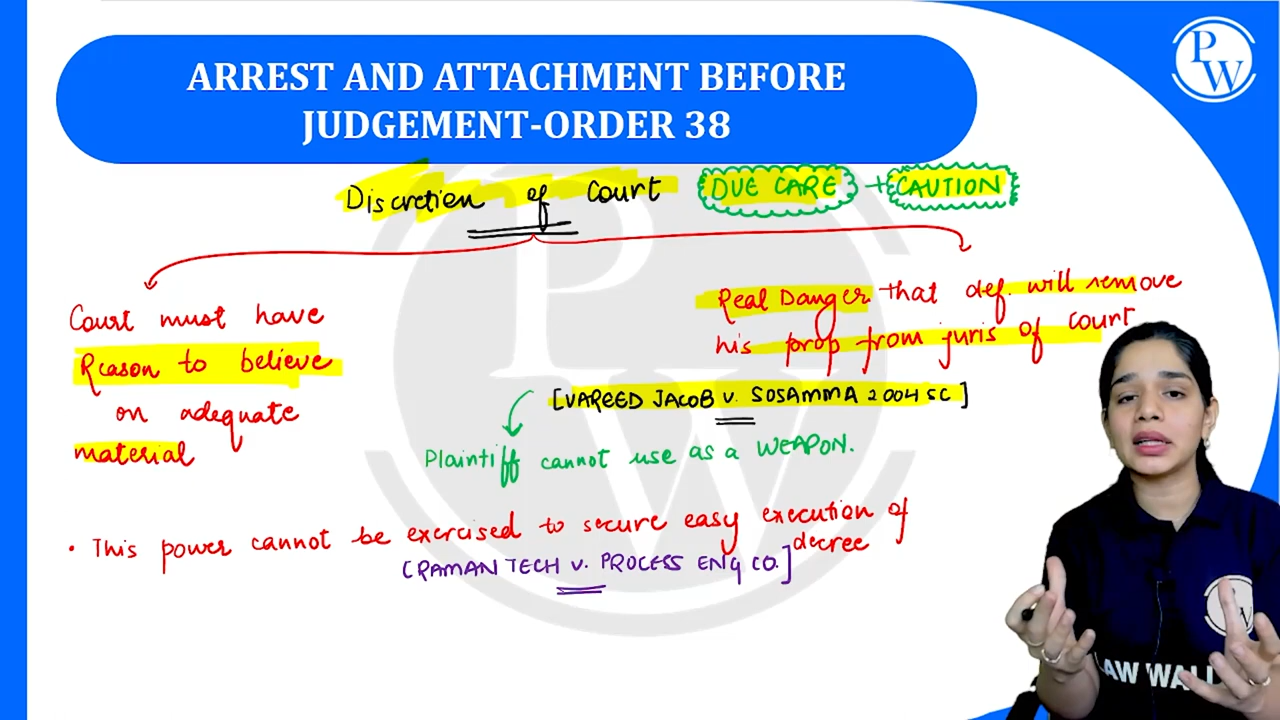 ARREST AND ATTACHMENT BEFORE
JUDGEMENT-ORDER 38
PW
Discretion of Court DUE CARE + CAUTION
Court must have
Reason to believe
on adequate
material
Real Danger that def. will remove
his prop from juris of court
[VAREED JACOB v. SOSAMMA 2004 SC]
Plaintiff cannot use as a WEAPON.
• This power cannot be exercised to secure easy execution of
decree
[RAMAN TECH v. PROCESS ENG CO.]
PW
PW
LAW WALL